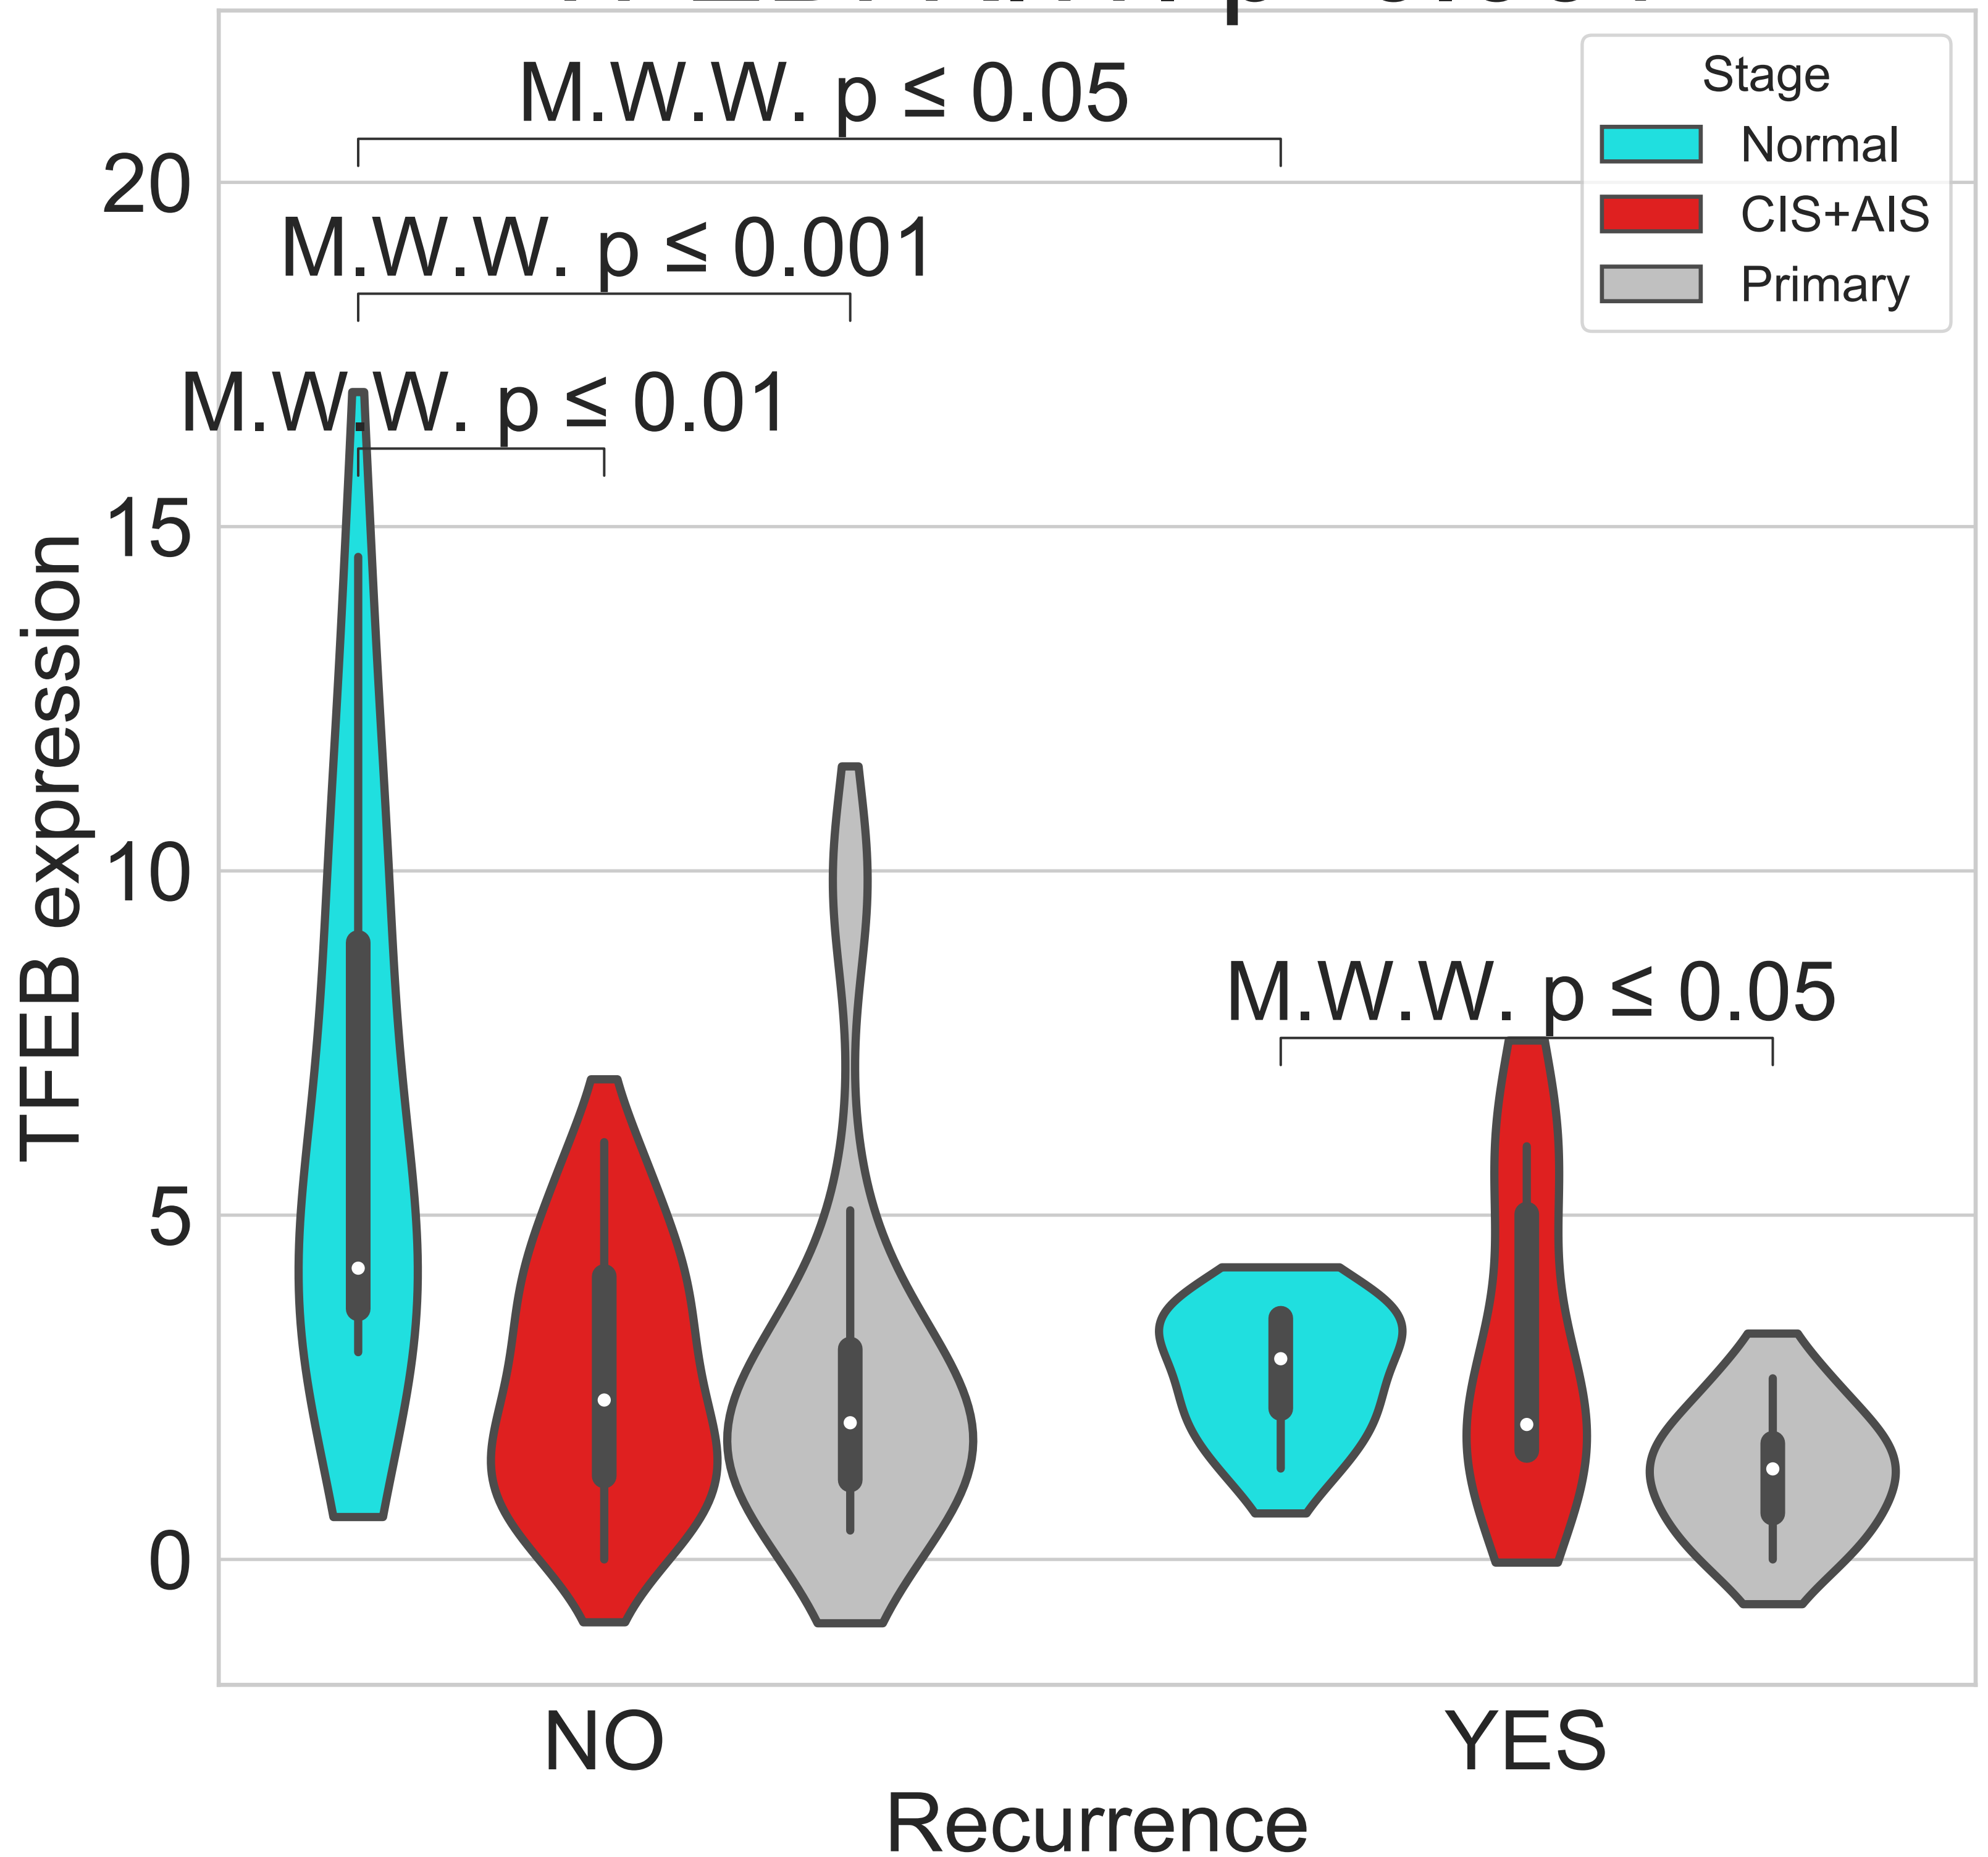 M.W.W. p ≤ 0.05
Stage
Normal
CIS+AIS
Primary
20
M.W.W. p ≤ 0.001
M.W.W. p ≤ 0.01
15
TFEB expression
10
M.W.W. p ≤ 0.05
5
0
NO
YES
Recurrence